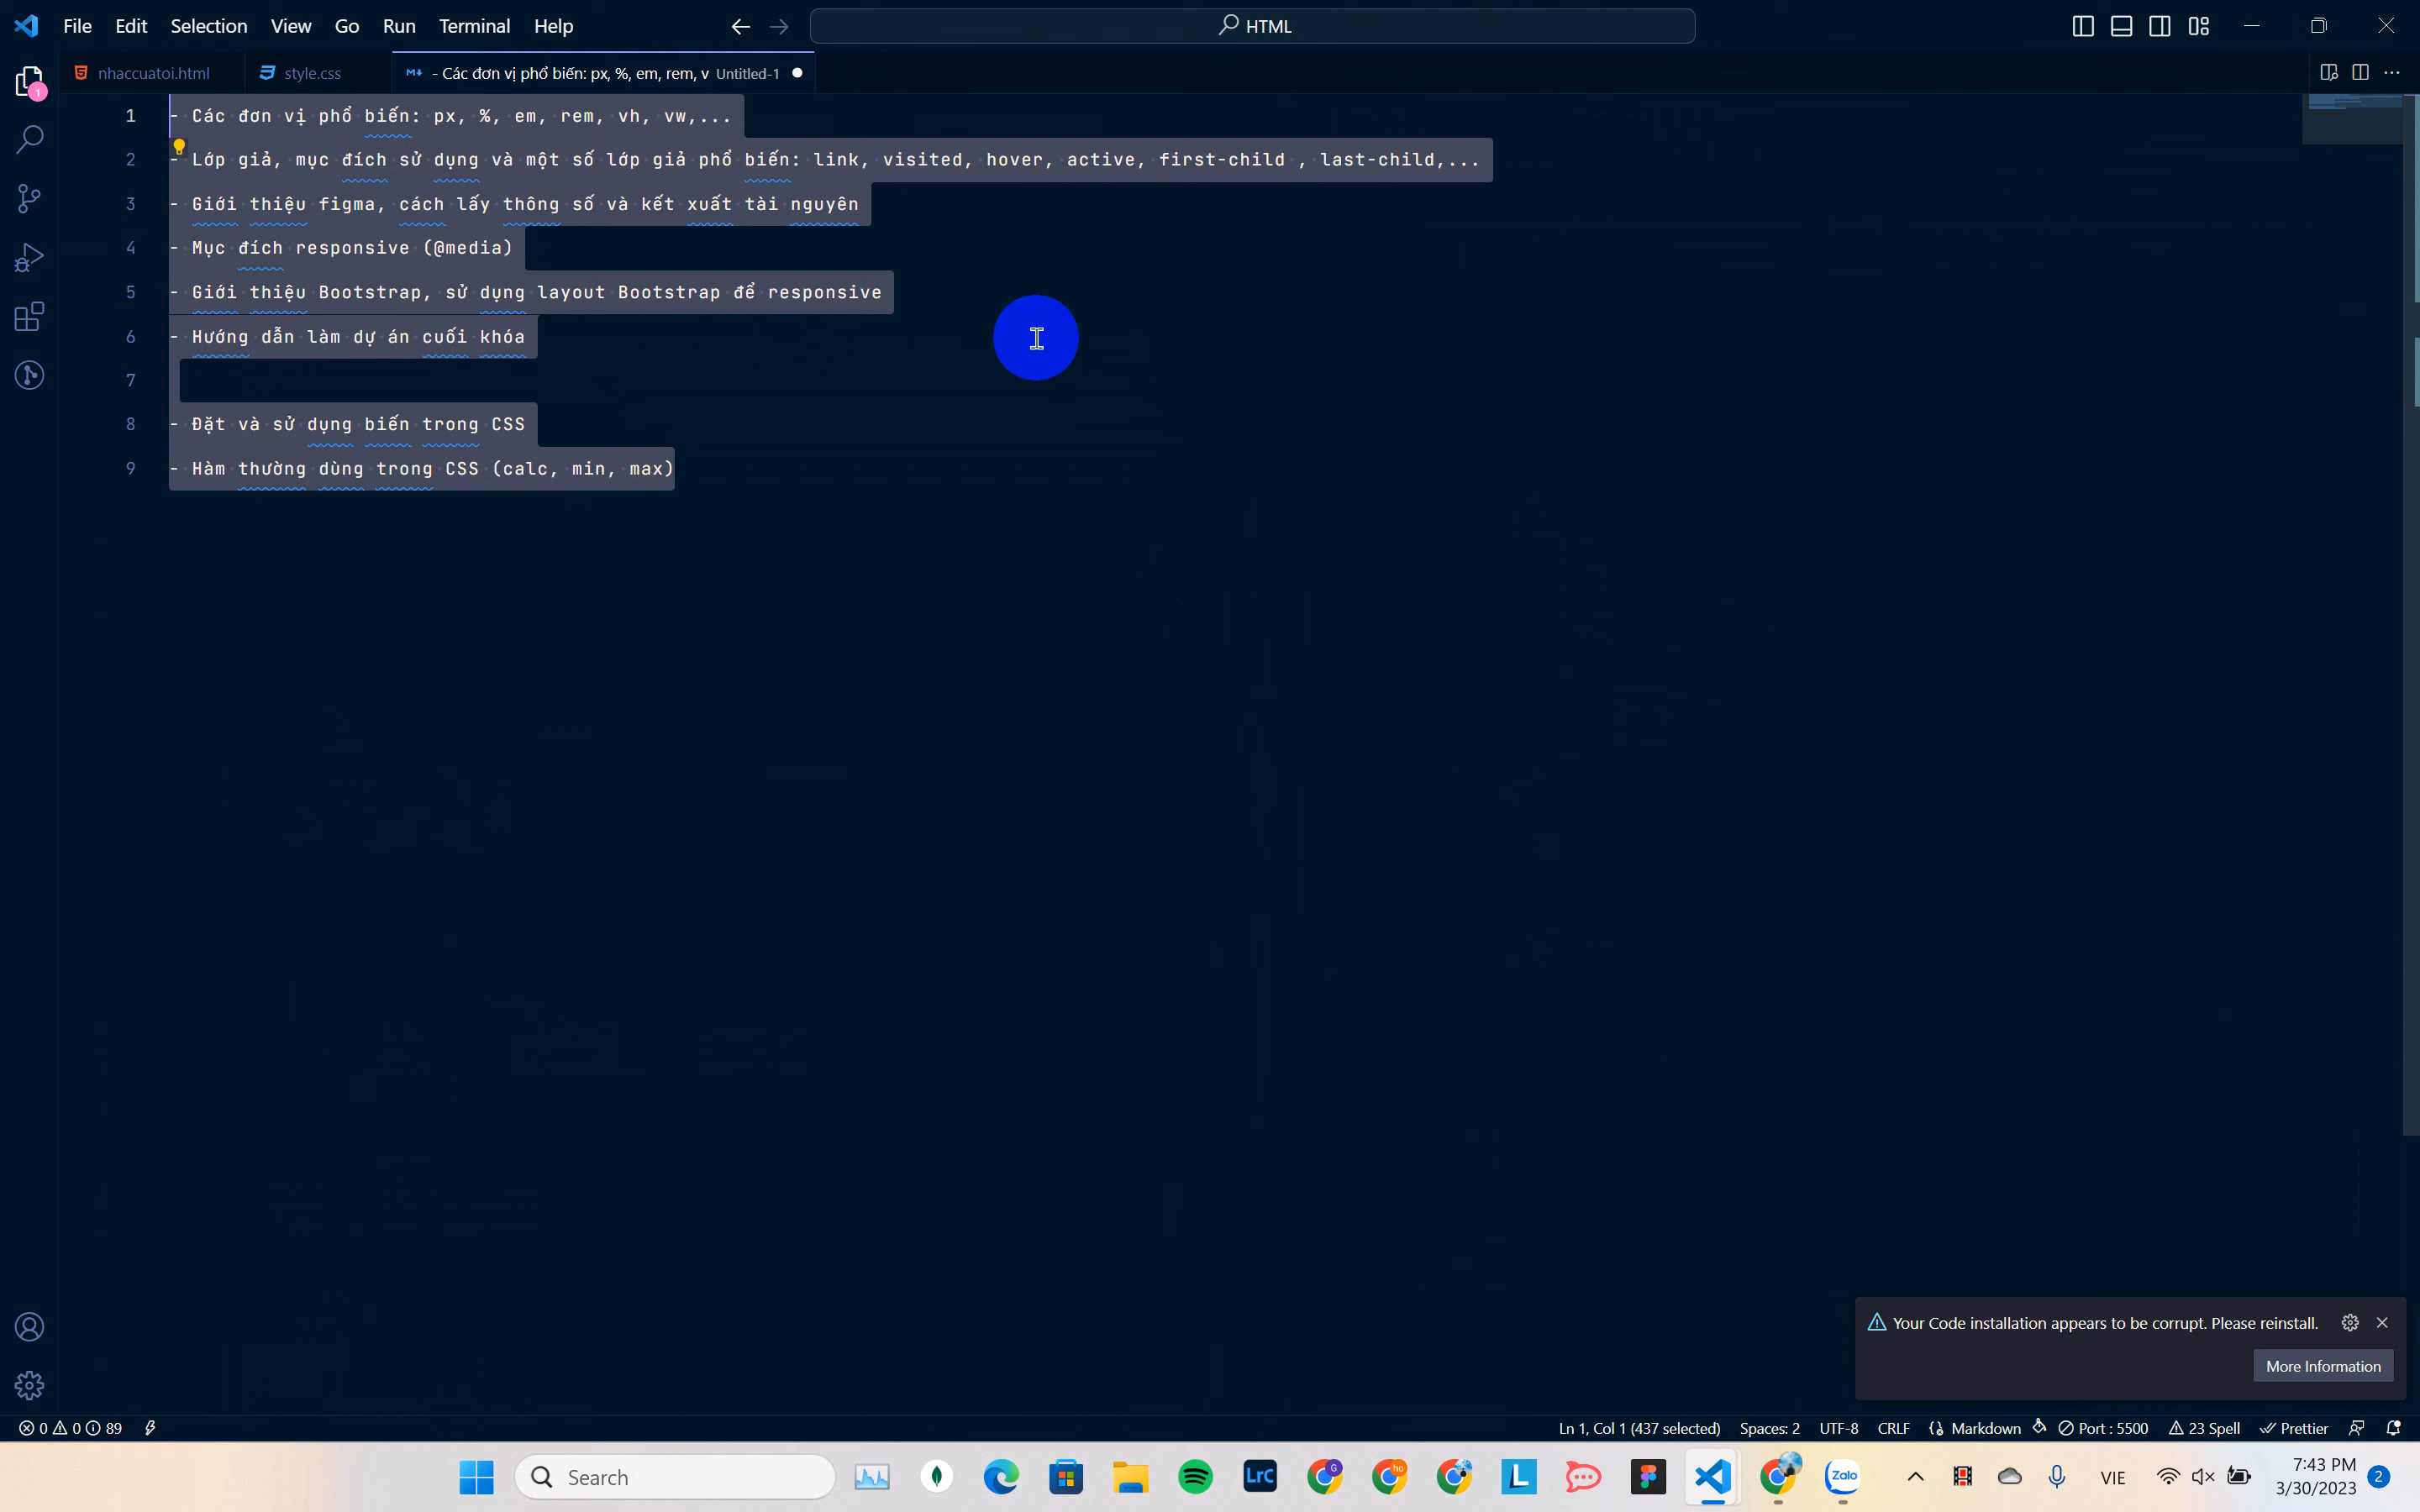 File Edit Selection View Go Run Terminal Help HTML
nhaccuatoi.html style.css - Các đơn vị phổ biến: px, %, em, rem, v Untitled-1
1 - Các đơn vị phổ biến: px, %, em, rem, vh, vw,...
2 - Lớp giả, mục đích sử dụng và một số lớp giả phổ biến: link, visited, hover, active, first-child , last-child,...
3 - Giới thiệu figma, cách lấy thông số và kết xuất tài nguyên
4 - Mục đích responsive (@media)
5 - Giới thiệu Bootstrap, sử dụng layout Bootstrap để responsive
6 - Hướng dẫn làm dự án cuối khóa
7
8 - Đặt và sử dụng biến trong CSS
9 - Hàm thường dùng trong CSS (calc, min, max)
1
Your Code installation appears to be corrupt. Please reinstall.
More Information
0 0 89 Ln 1, Col 1 (437 selected) Spaces: 2 UTF-8 CRLF Markdown Port : 5500 23 Spell Prettier
Search LrC G ho L Zalo VIE 7:43 PM 2
3/30/2023